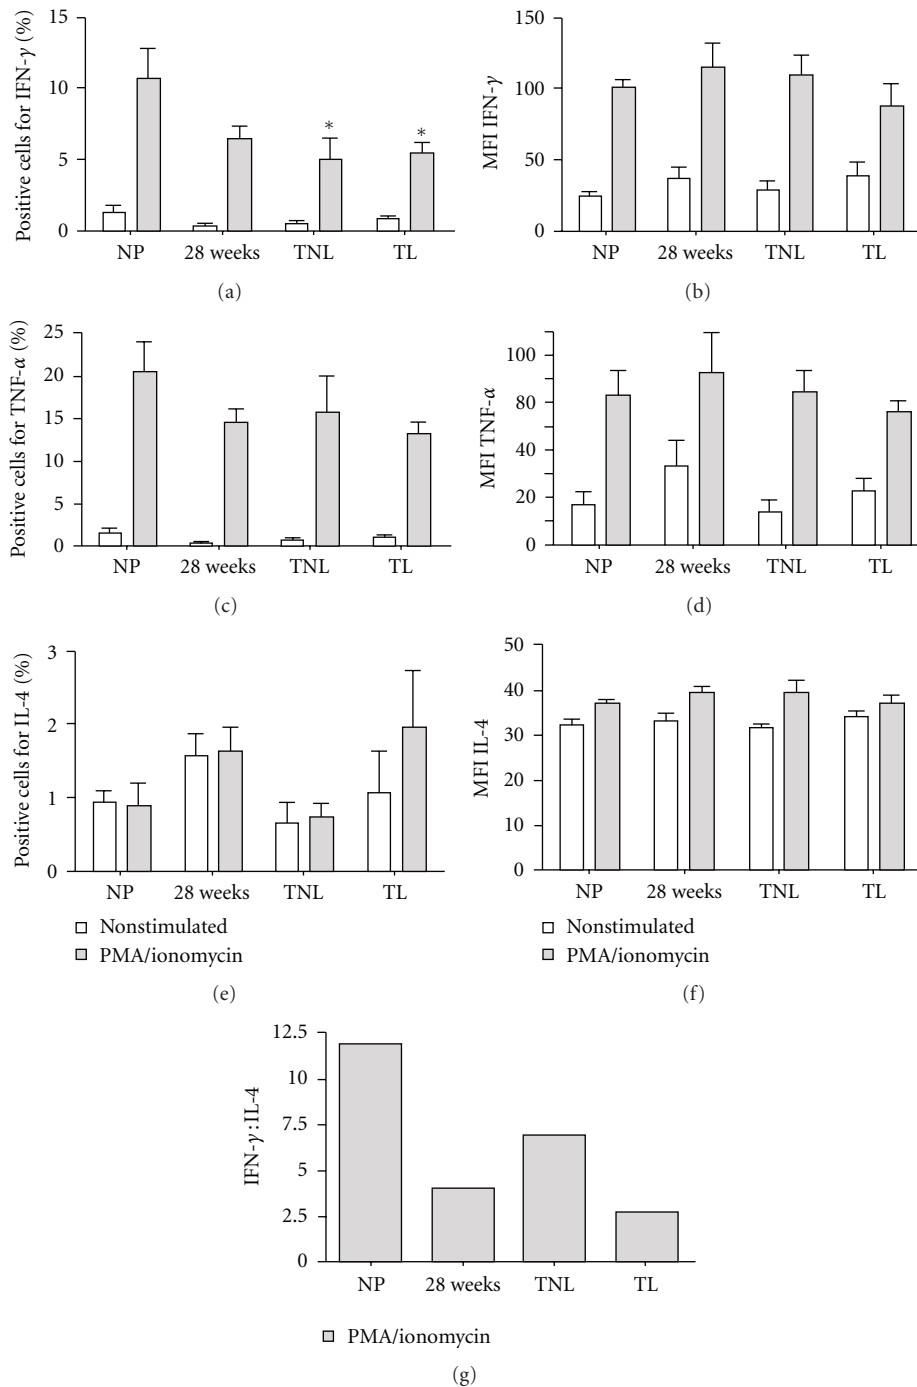 Positive cells for IFN-γ (%)
15
10
5
0
*
*
NP
28 weeks
TNL
TL
(a)
MFI IFN-γ
150
100
50
0
NP
28 weeks
TNL
TL
(b)
Positive cells for TNF-α (%)
25
20
15
10
5
0
NP
28 weeks
TNL
TL
(c)
MFI TNF-α
100
80
40
20
0
NP
28 weeks
TNL
TL
(d)
Positive cells for IL-4 (%)
3
2
1
0
NP
28 weeks
TNL
TL
Nonstimulated
PMA/ionomycin
(e)
MFI IL-4
50
40
30
20
10
0
NP
28 weeks
TNL
TL
Nonstimulated
PMA/ionomycin
(f)
IFN-γ:IL-4
12.5
10
7.5
5
2.5
0
NP
28 weeks
TNL
TL
PMA/ionomycin
(g)